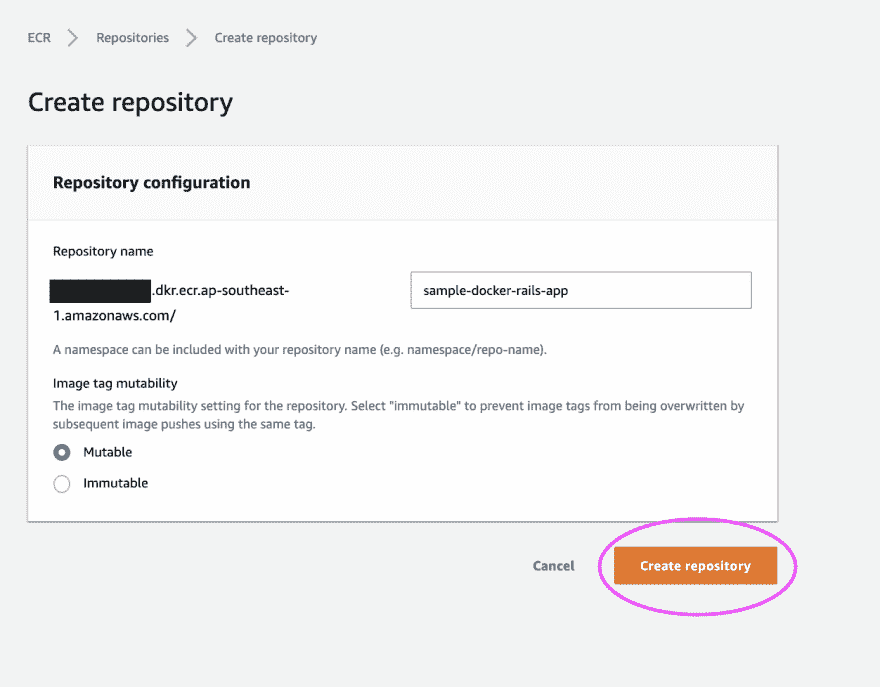 ECR > Repositories > Create repository
Create repository
Repository configuration
Repository name
.dkr.ecr.ap-southeast-
1.amazonaws.com/
sample-docker-rails-app
A namespace can be included with your repository name (e.g. namespace/repo-name).
Image tag mutability
The image tag mutability setting for the repository. Select "immutable" to prevent image tags from being overwritten by
subsequent image pushes using the same tag.
Mutable
Immutable
Cancel
Create repository